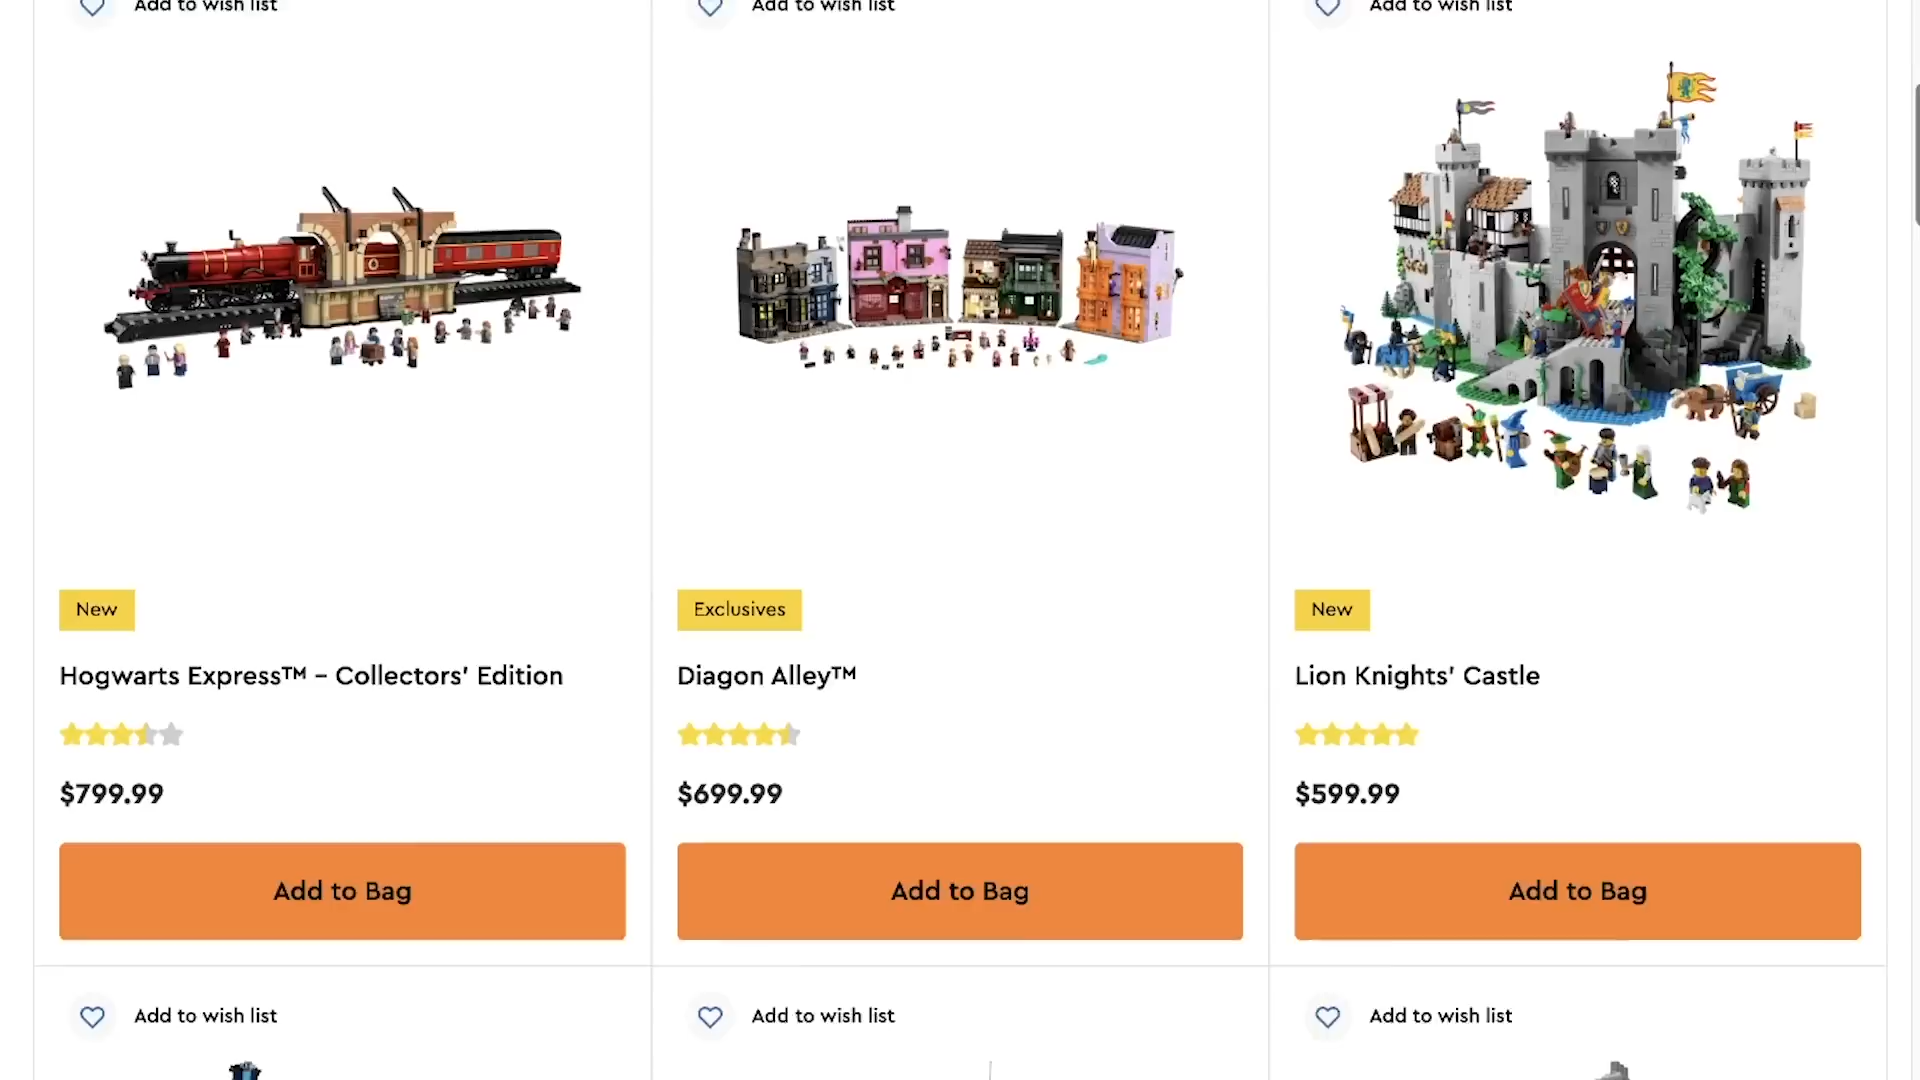 Add to wish list
Add to wish list
Add to wish list
New
Exclusives
New
Hogwarts Express™ – Collectors’ Edition
Diagon Alley™
Lion Knights’ Castle
$799.99
$699.99
$599.99
Add to Bag
Add to Bag
Add to Bag
Add to wish list
Add to wish list
Add to wish list